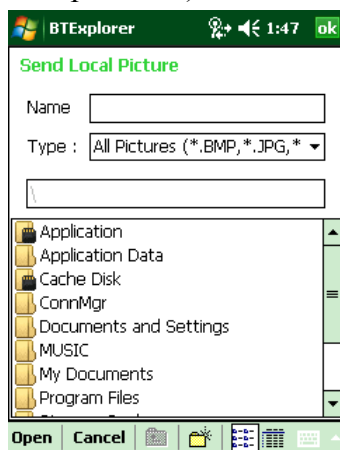 BTExplorer 1:47 ok
Send Local Picture
Name
Type : All Pictures (*.BMP,*.JPG,*
\
Application
Application Data
Cache Disk
ConnMgr
Documents and Settings
MUSIC
My Documents
Program Files
Open Cancel